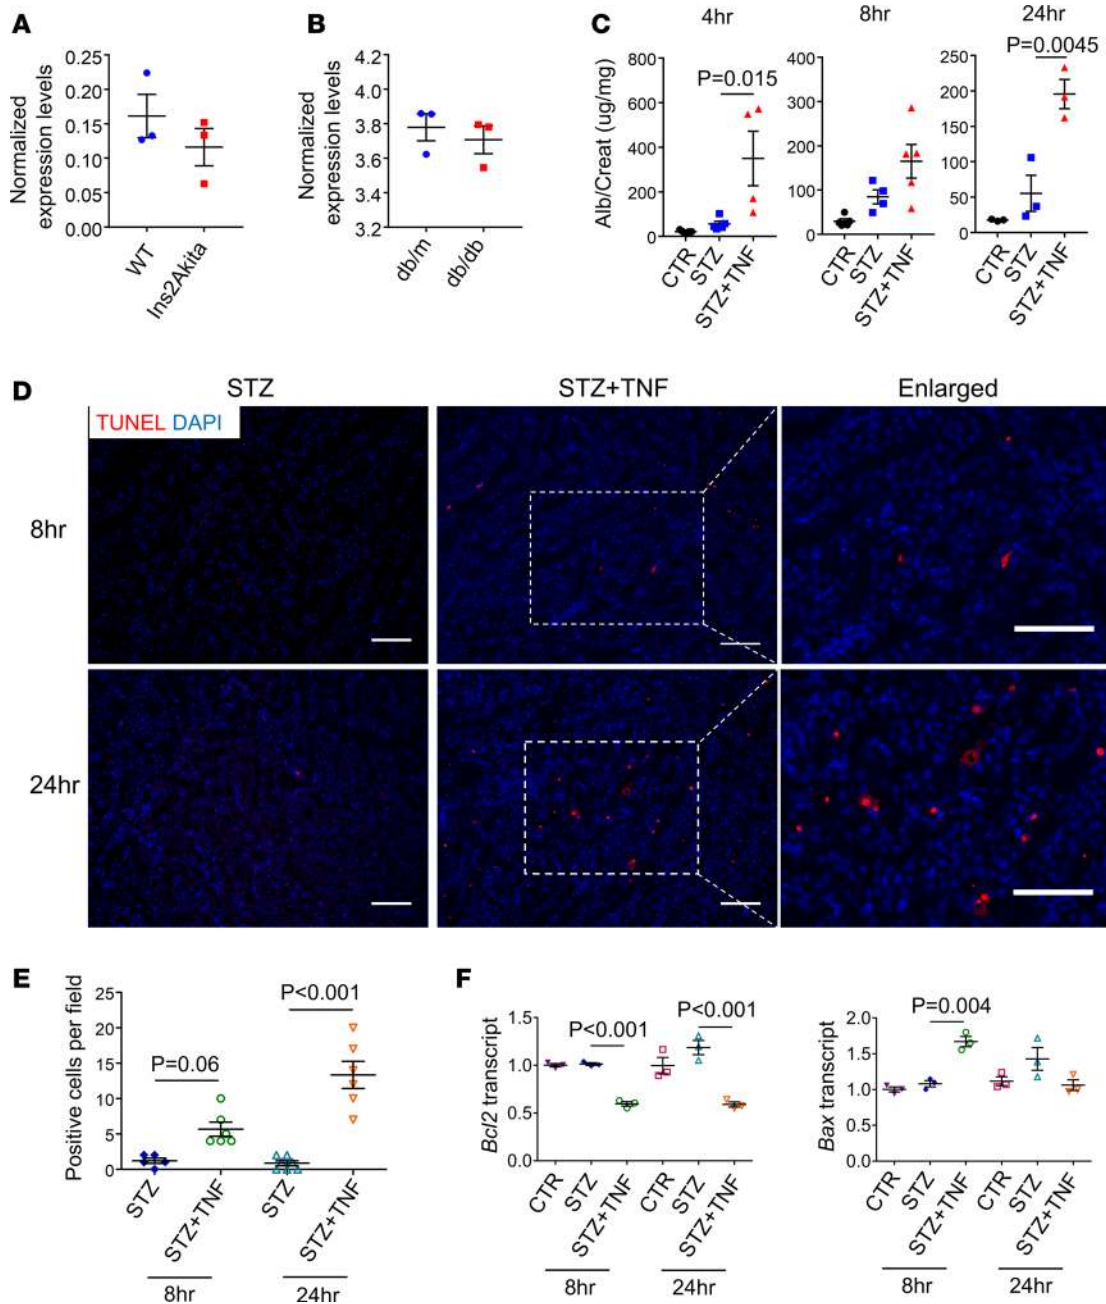 A
Normalized
expression levels
0.25
0.20
0.15
0.10
0.05
0.00
WT
Ins2Akita
B
Normalized
expression levels
4.2
4.0
3.8
3.6
3.4
3.2
db/m
db/db
C
4hr
8hr
24hr
Alb/Creat (ug/mg)
800
600
400
200
0
P=0.015
CTR
STZ
STZ+TNF
400
300
200
100
0
CTR
STZ
STZ+TNF
250
200
150
100
50
0
P=0.0045
CTR
STZ
STZ+TNF
D
STZ
STZ+TNF
Enlarged
TUNEL DAPI
8hr
24hr
E
Positive cells per field
25
20
15
10
5
0
P=0.06
P<0.001
STZ
STZ+TNF
STZ
STZ+TNF
8hr
24hr
F
Bcl2 transcript
1.5
1.0
0.5
0.0
P<0.001
P<0.001
CTR
STZ
STZ+TNF
CTR
STZ
STZ+TNF
8hr
24hr
Bax transcript
2.0
1.5
1.0
0.5
0.0
P=0.004
CTR
STZ
STZ+TNF
CTR
STZ
STZ+TNF
8hr
24hr